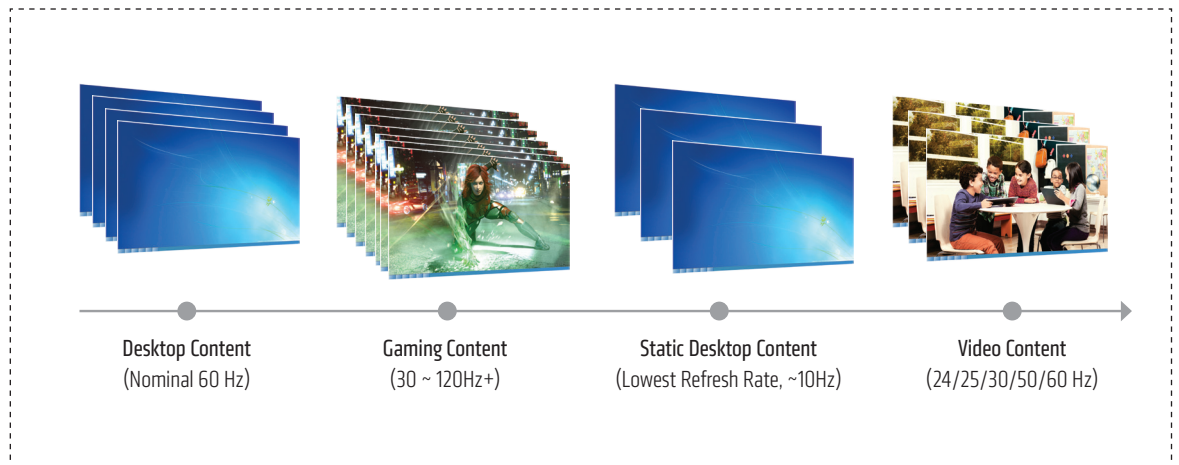 Desktop Content
(Nominal 60 Hz)
Gaming Content
(30 ~ 120Hz+)
Static Desktop Content
(Lowest Refresh Rate, ~10Hz)
Video Content
(24/25/30/50/60 Hz)